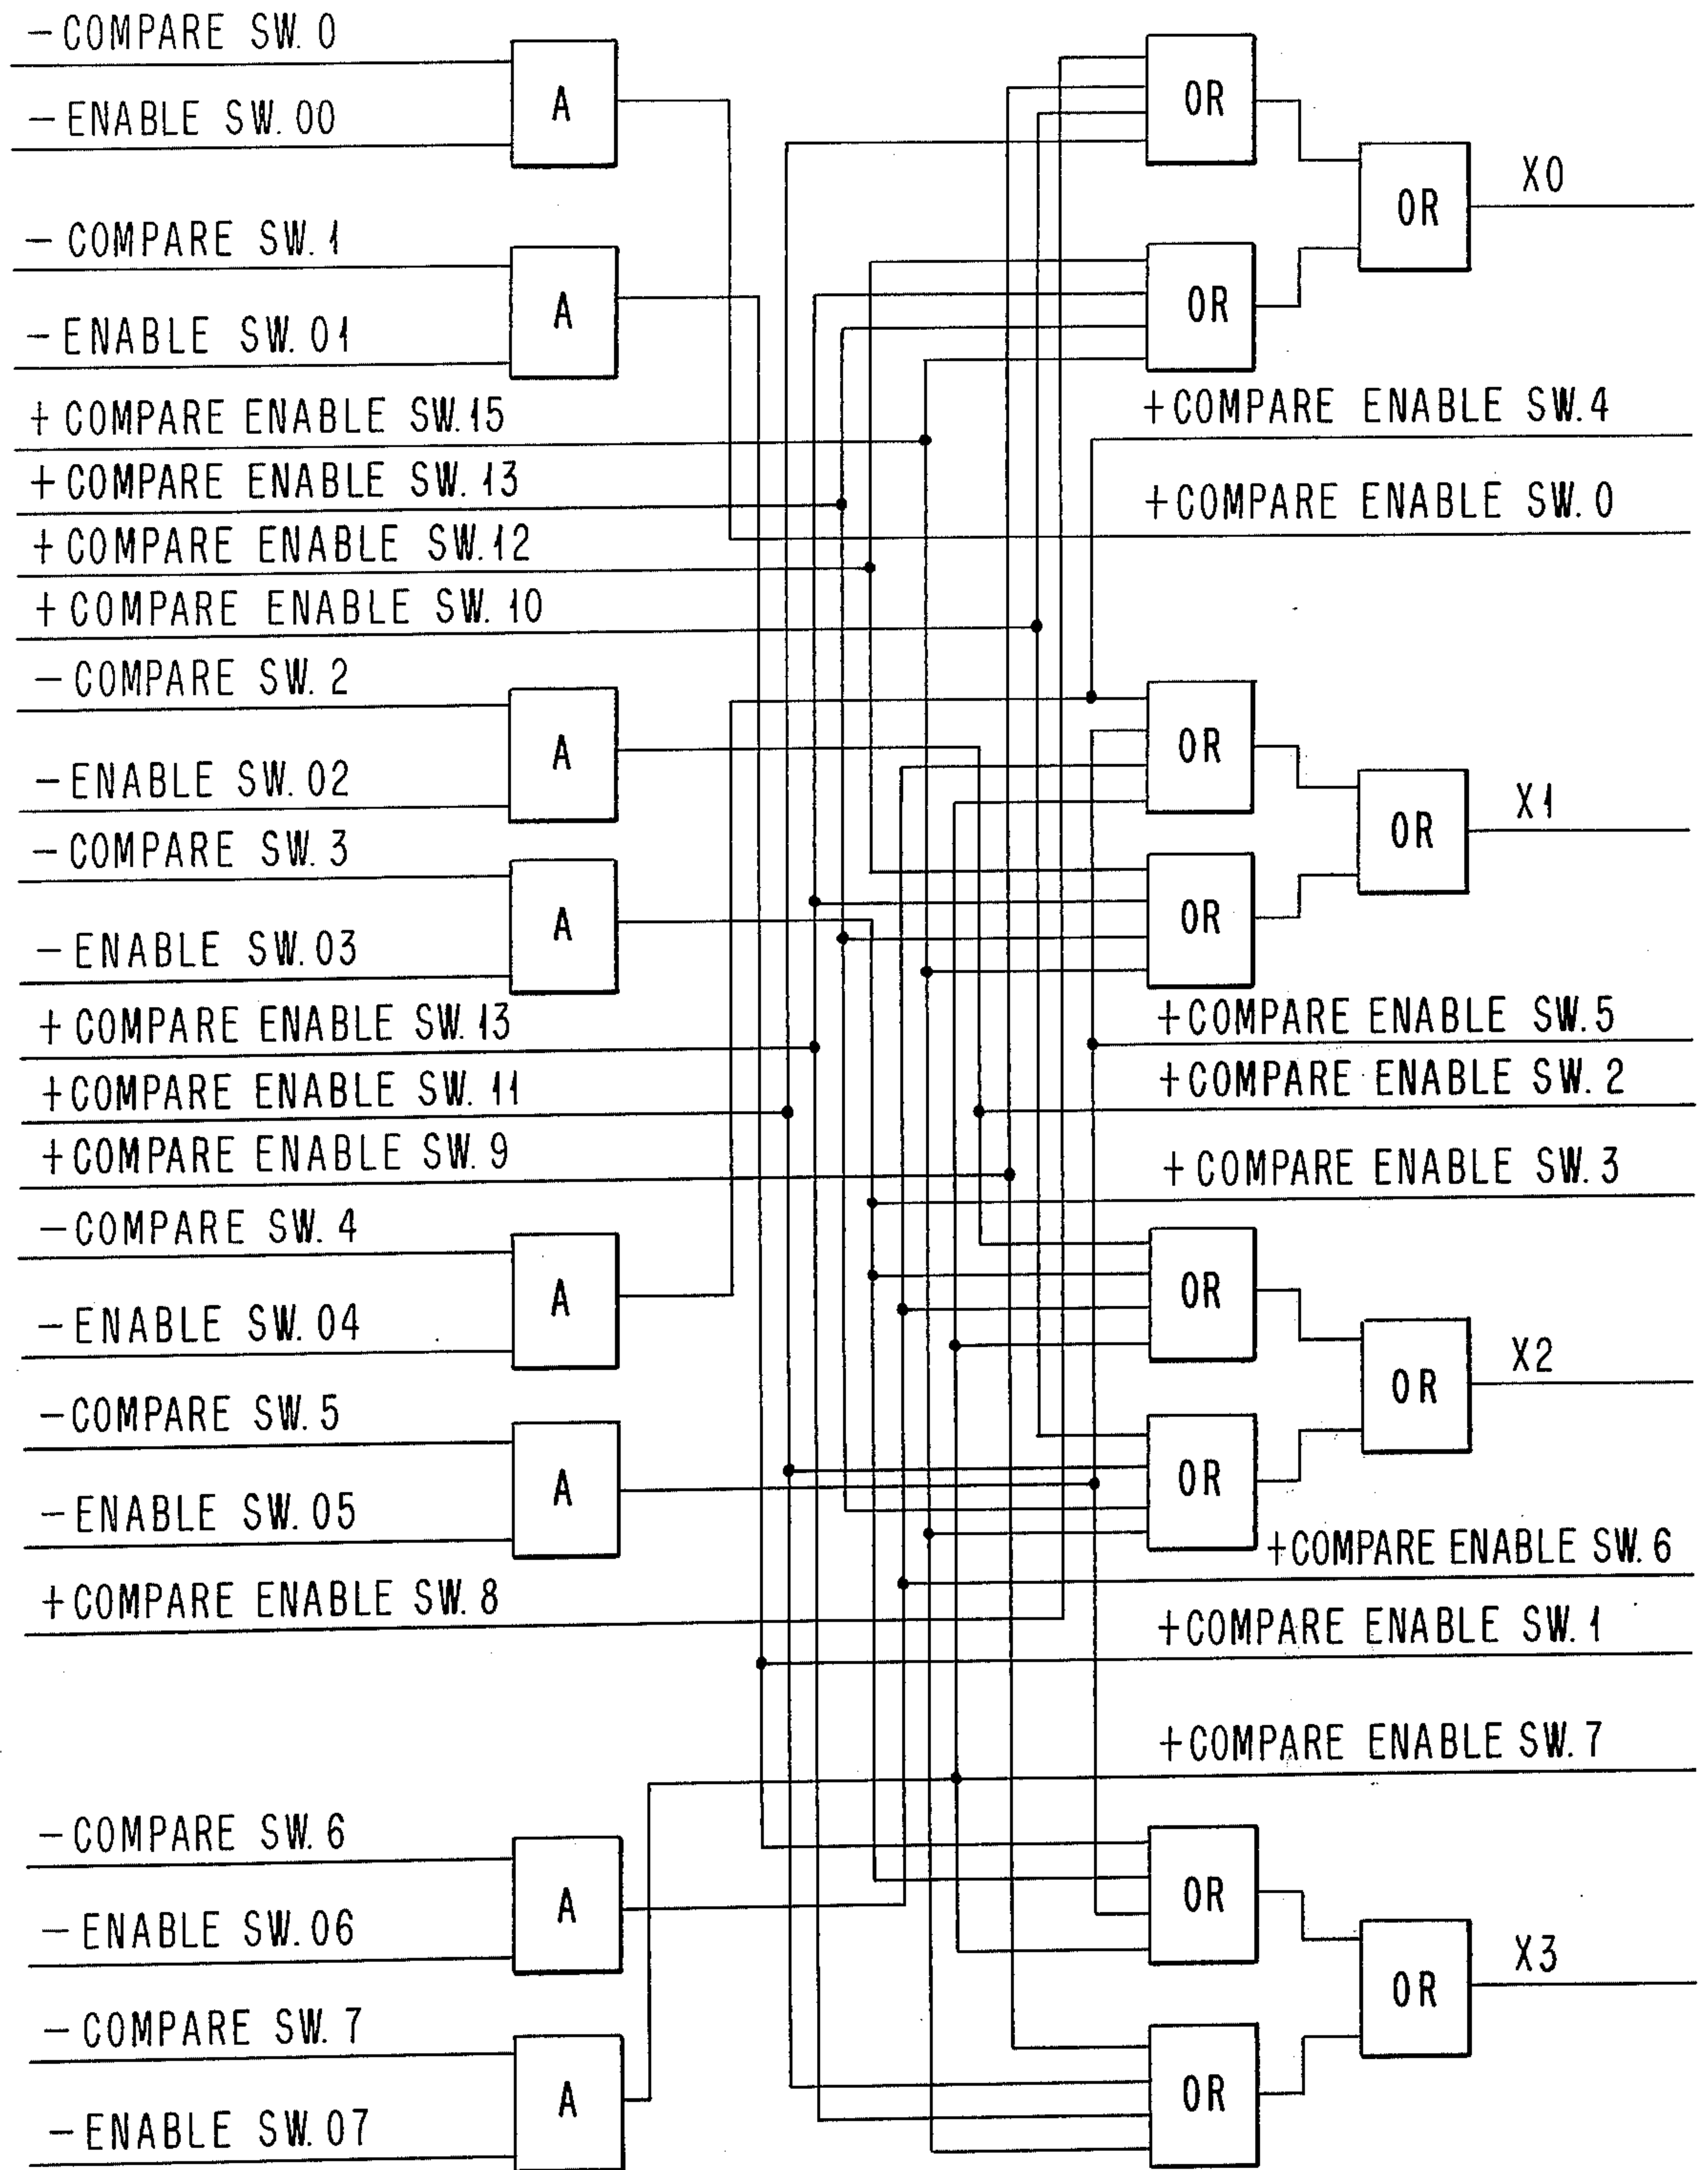 — COMPARE SW. 0
— ENABLE SW. 00
A
OR
X0
OR
— COMPARE SW. 1
— ENABLE SW. 01
A
OR
+ COMPARE ENABLE SW. 15
+COMPARE ENABLE SW. 4
+ COMPARE ENABLE SW. 13
+COMPARE ENABLE SW. 0
+ COMPARE ENABLE SW. 12
+ COMPARE ENABLE SW. 10
— COMPARE SW. 2
— ENABLE SW. 02
A
OR
X1
OR
— COMPARE SW. 3
— ENABLE SW. 03
A
OR
+ COMPARE ENABLE SW. 13
+COMPARE ENABLE SW. 5
+COMPARE ENABLE SW. 11
+COMPARE ENABLE SW. 2
+COMPARE ENABLE SW. 9
+ COMPARE ENABLE SW. 3
— COMPARE SW. 4
— ENABLE SW. 04
A
OR
X2
OR
— COMPARE SW. 5
— ENABLE SW. 05
A
OR
+COMPARE ENABLE SW. 6
+ COMPARE ENABLE SW. 8
+COMPARE ENABLE SW. 1
+COMPARE ENABLE SW. 7
— COMPARE SW. 6
— ENABLE SW. 06
A
OR
X3
OR
— COMPARE SW. 7
— ENABLE SW. 07
A
OR